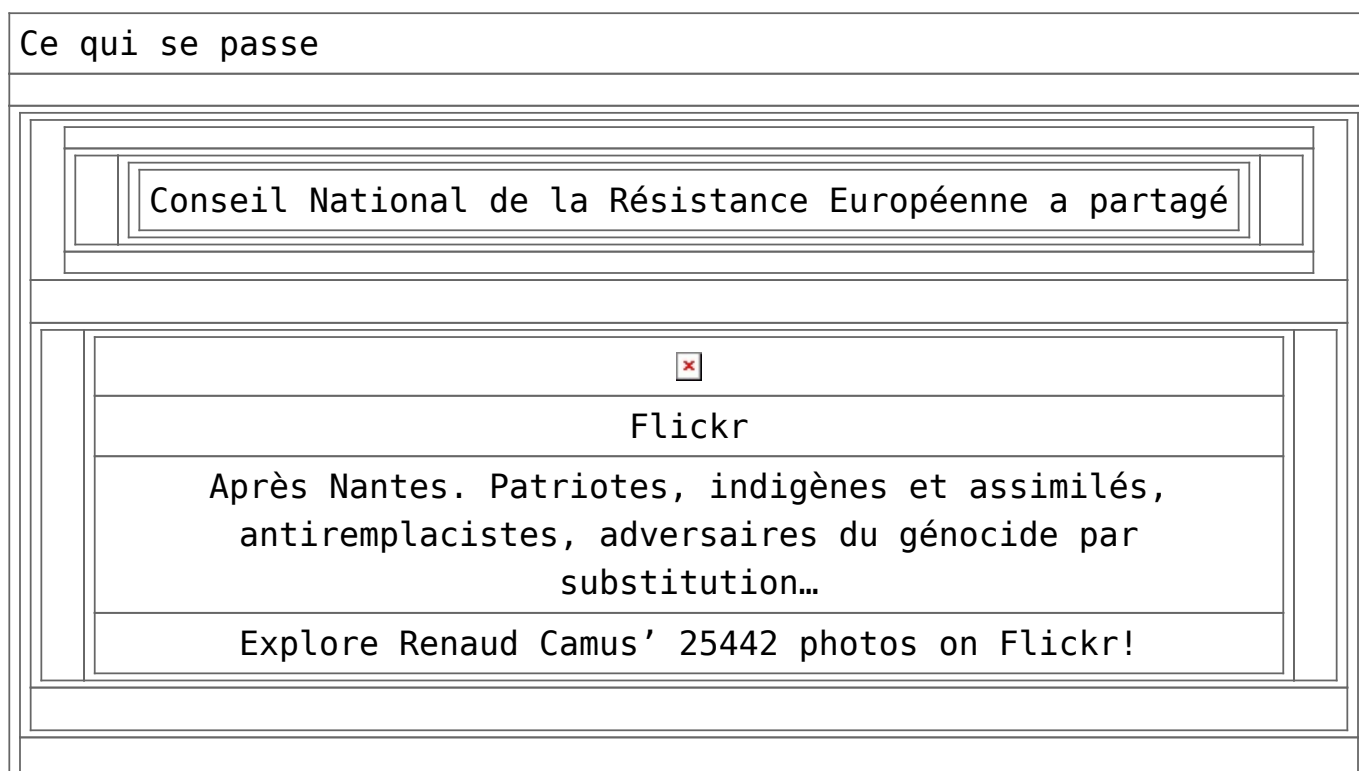 Ce qui se passe
Conseil National de la Résistance Européenne a partagé
Flickr
Après Nantes. Patriotes, indigènes et assimilés,
antiremplacistes, adversaires du génocide par
substitution…
Explore Renaud Camus’ 25442 photos on Flickr!